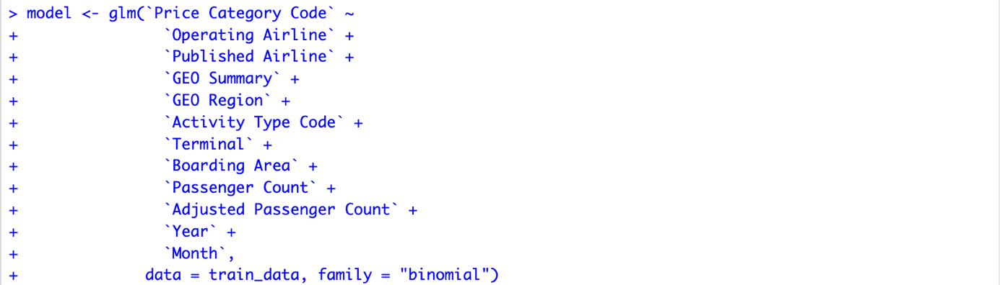 > model <- glm(`Price Category Code` ~
+                 `Operating Airline` +
+                 `Published Airline` +
+                 `GEO Summary` +
+                 `GEO Region` +
+                 `Activity Type Code` +
+                 `Terminal` +
+                 `Boarding Area` +
+                 `Passenger Count` +
+                 `Adjusted Passenger Count` +
+                 `Year` +
+                 `Month`,
+               data = train_data, family = "binomial")